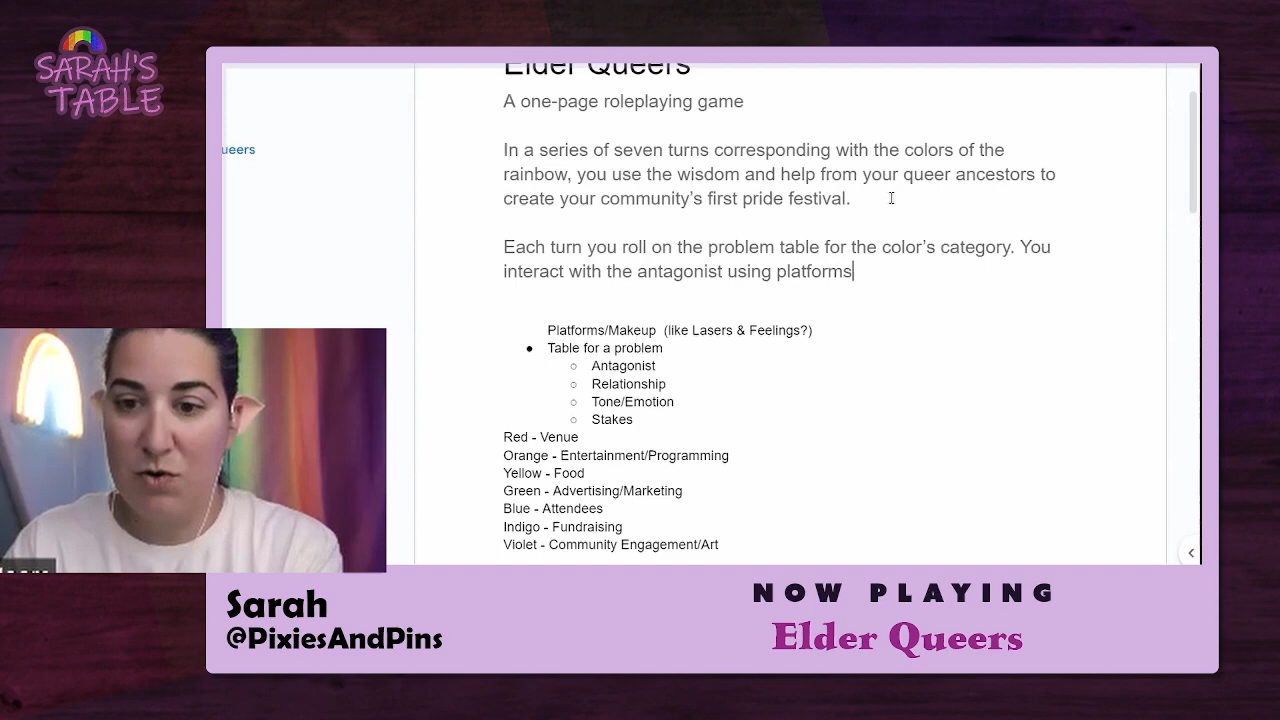 SARAH'S
TABLE
Elder Queers
A one-page roleplaying game
ueers
In a series of seven turns corresponding with the colors of the
rainbow, you use the wisdom and help from your queer ancestors to
create your community's first pride festival.
Each turn you roll on the problem table for the color's category. You
interact with the antagonist using platforms
Platforms/Makeup (like Lasers & Feelings?)
● Table for a problem
○ Antagonist
○ Relationship
○ Tone/Emotion
○ Stakes
Red - Venue
Orange - Entertainment/Programming
Yellow - Food
Green - Advertising/Marketing
Blue - Attendees
Indigo - Fundraising
Violet - Community Engagement/Art
Sarah
@PixiesAndPins
NOW PLAYING
Elder Queers